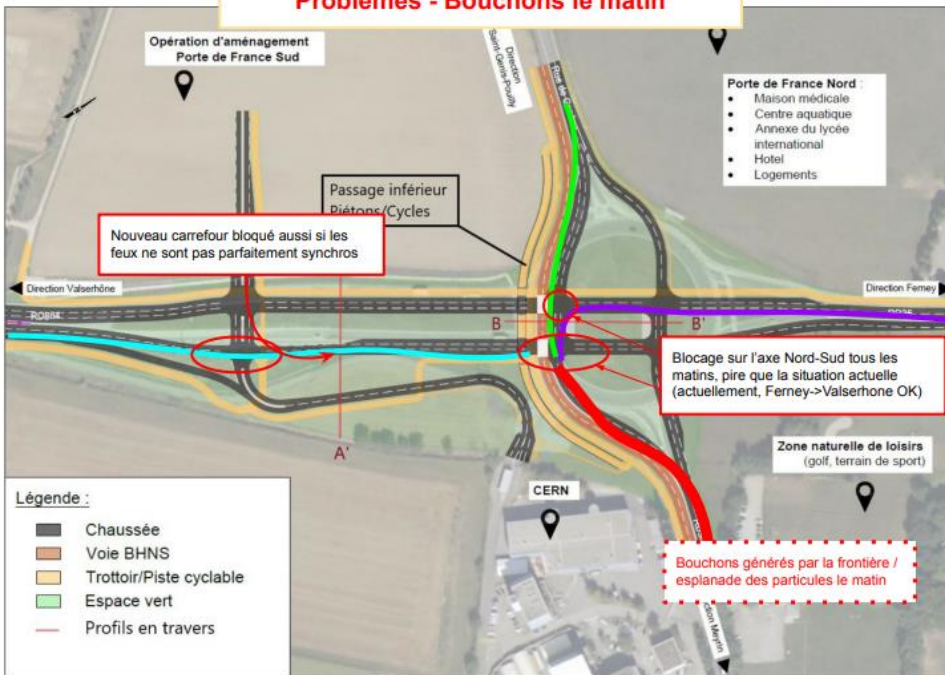 Problèmes - Bouchons le matin
Opération d'aménagement
Porte de France Sud
Direction
Saint-Genis-Pouilly
Porte de France Nord :
• Maison médicale
• Centre aquatique
• Annexe du lycée
international
• Hotel
• Logements
Passage inférieur
Piétons/Cycles
Nouveau carrefour bloqué aussi si les
feux ne sont pas parfaitement synchros
Direction Valserhône
Direction Ferney
RD884
RD35
B
B'
Blocage sur l'axe Nord-Sud tous les
matins, pire que la situation actuelle
(actuellement, Ferney->Valserhone OK)
A'
Zone naturelle de loisirs
(golf, terrain de sport)
CERN
Légende :
Chaussée
Voie BHNS
Trottoir/Piste cyclable
Espace vert
Profils en travers
Bouchons générés par la frontière /
esplanade des particules le matin
ction Meyrin